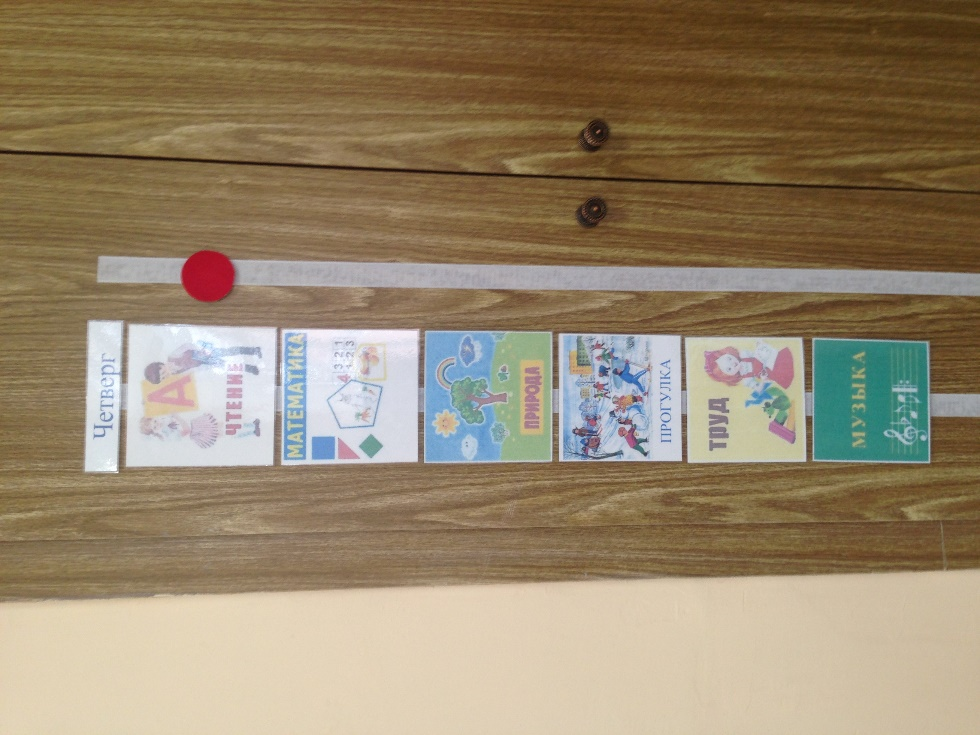 Четверг
А
ЧТЕНИЕ
МАТЕМАТИКА
ПРИРОДА
ПРОГУЛКА
ТРУД
МУЗЫКА